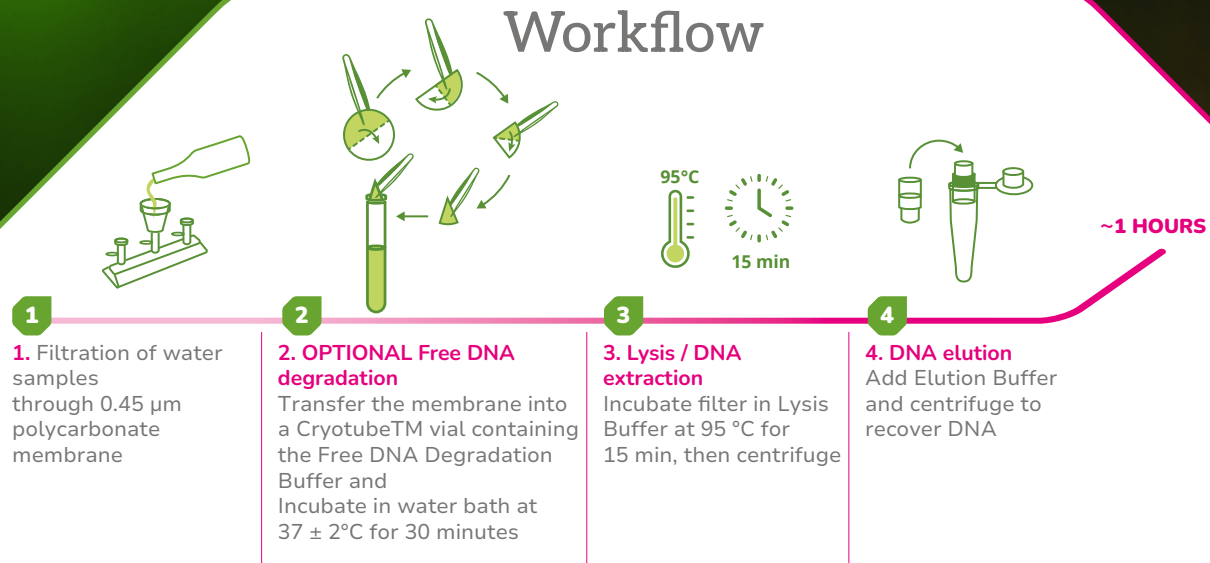 Workflow
95°C
15 min
~1 HOURS
1
2
3
4
1. Filtration of water
samples
through 0.45 µm
polycarbonate
membrane
2. OPTIONAL Free DNA
degradation
Transfer the membrane into
a CryotubeTM vial containing
the Free DNA Degradation
Buffer and
Incubate in water bath at
37 ± 2°C for 30 minutes
3. Lysis / DNA
extraction
Incubate filter in Lysis
Buffer at 95 °C for
15 min, then centrifuge
4. DNA elution
Add Elution Buffer
and centrifuge to
recover DNA